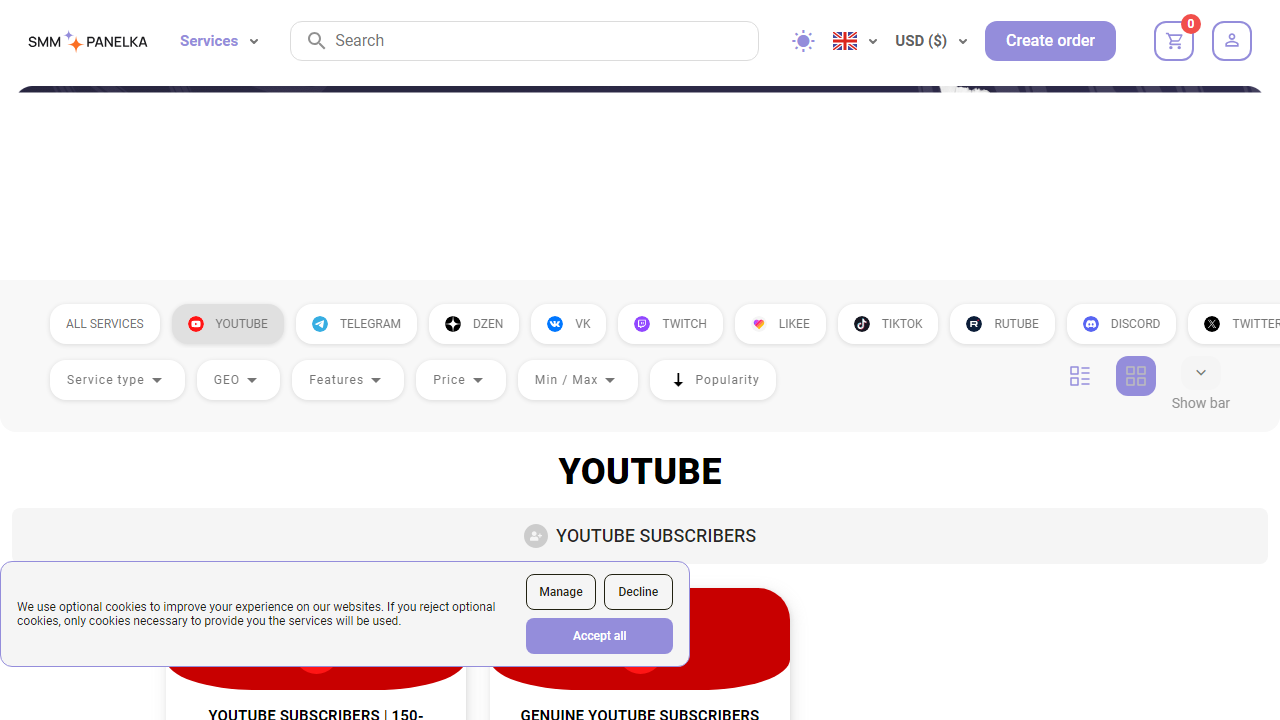 SMM PANELKA
Services
Search
USD ($)
Create order
0
ALL SERVICES
YOUTUBE
TELEGRAM
DZEN
VK
TWITCH
LIKEE
TIKTOK
RUTUBE
DISCORD
TWITTER
Service type
GEO
Features
Price
Min / Max
Popularity
Show bar
YOUTUBE
YOUTUBE SUBSCRIBERS
We use optional cookies to improve your experience on our websites. If you reject optional
cookies, only cookies necessary to provide you the services will be used.
Manage
Decline
Accept all
YOUTUBE SUBSCRIBERS | 150-
GENUINE YOUTUBE SUBSCRIBERS